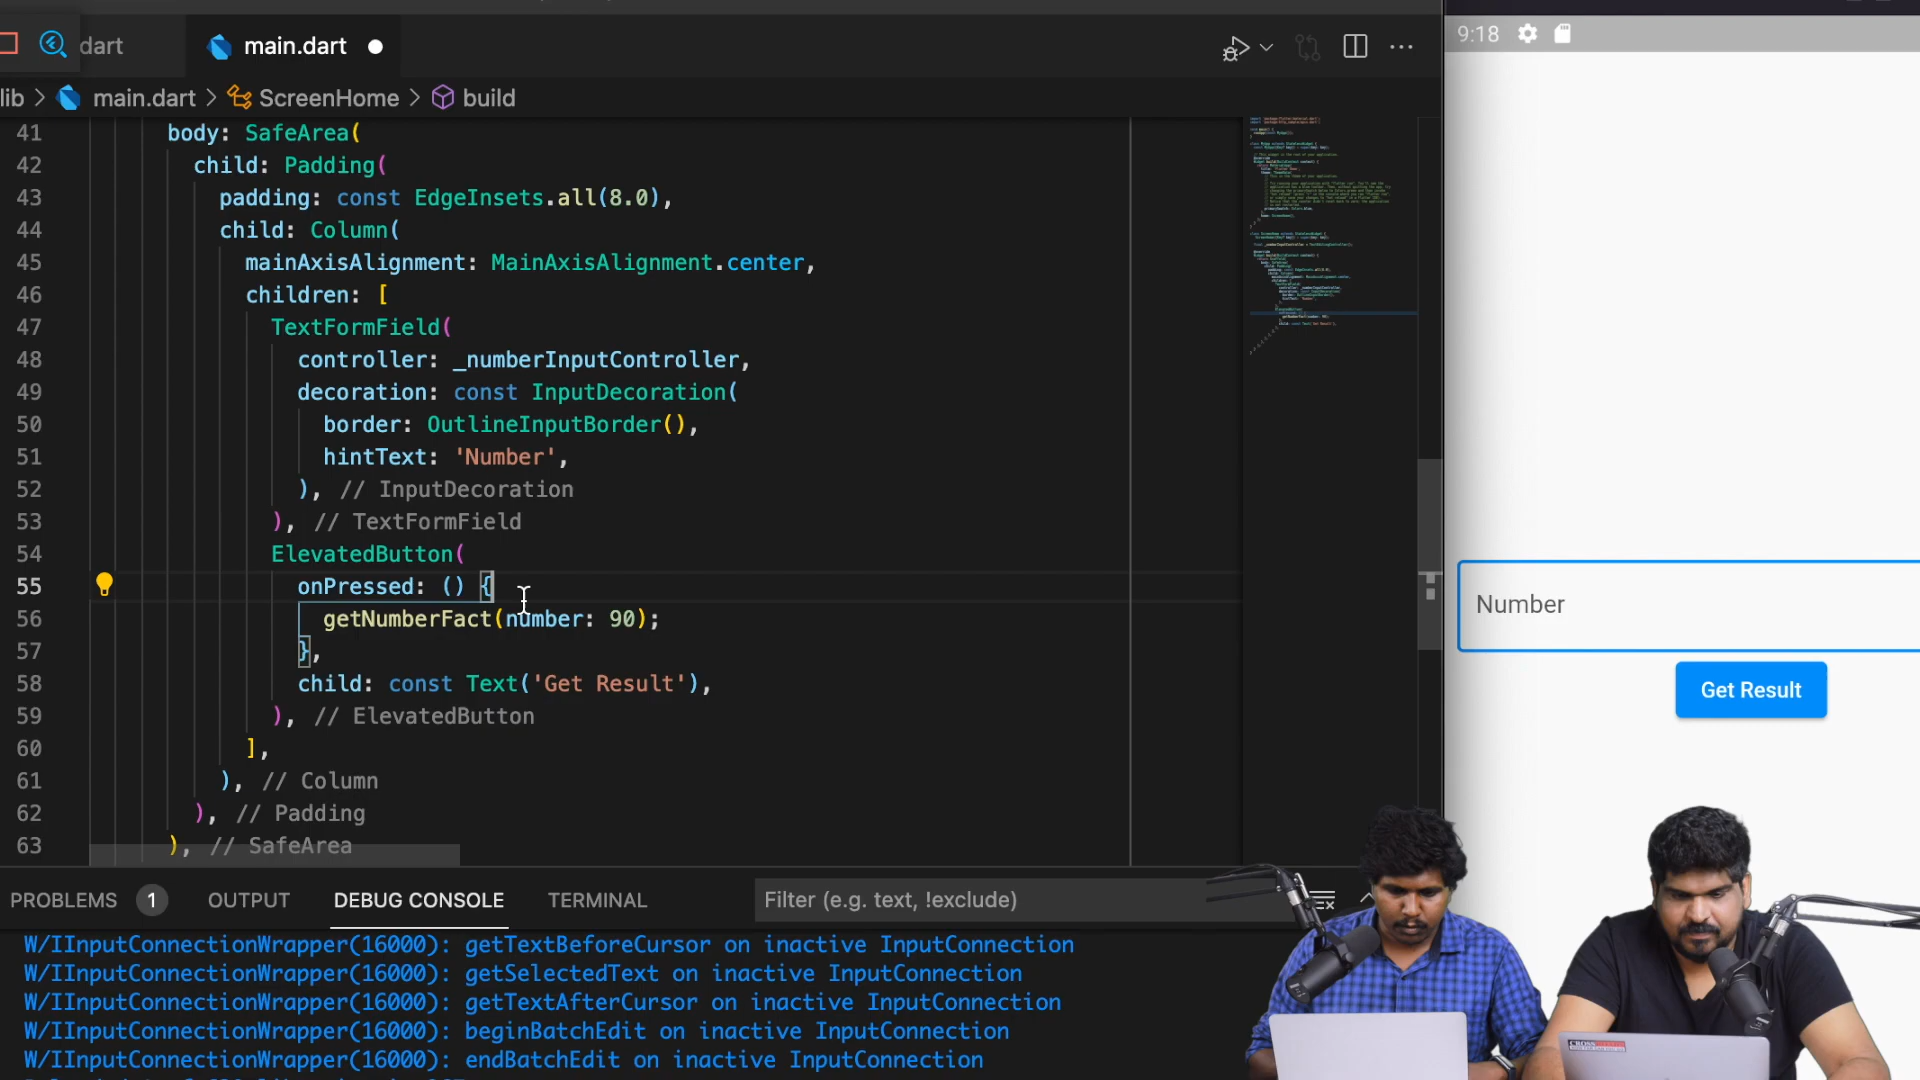 dart
main.dart
9:18
lib > main.dart > ScreenHome > build
41 body: SafeArea(
42 child: Padding(
43 padding: const EdgeInsets.all(8.0),
44 child: Column(
45 mainAxisAlignment: MainAxisAlignment.center,
46 children: [
47 TextFormField(
48 controller: _numberInputController,
49 decoration: const InputDecoration(
50 border: OutlineInputBorder(),
51 hintText: 'Number',
52 ), // InputDecoration
53 ), // TextFormField
54 ElevatedButton(
55 onPressed: () {
56 getNumberFact(number: 90);
57 },
58 child: const Text('Get Result'),
59 ), // ElevatedButton
60 ],
61 ), // Column
62 ), // Padding
63 ), // SafeArea
Number
Get Result
PROBLEMS 1 OUTPUT DEBUG CONSOLE TERMINAL Filter (e.g. text, !exclude)
W/IInputConnectionWrapper(16000): getTextBeforeCursor on inactive InputConnection
W/IInputConnectionWrapper(16000): getSelectedText on inactive InputConnection
W/IInputConnectionWrapper(16000): getTextAfterCursor on inactive InputConnection
W/IInputConnectionWrapper(16000): beginBatchEdit on inactive InputConnection
W/IInputConnectionWrapper(16000): endBatchEdit on inactive InputConnection